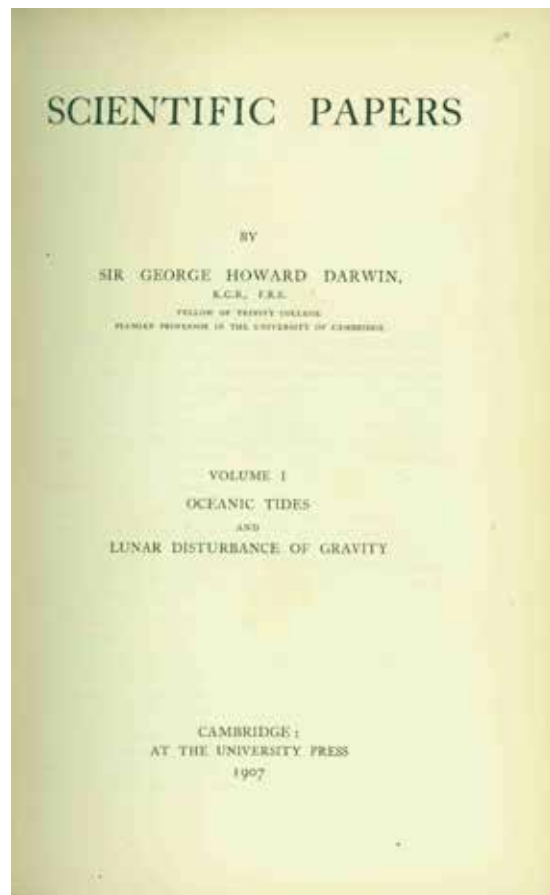 SCIENTIFIC PAPERS
BY
SIR GEORGE HOWARD DARWIN,
K.C.B., F.R.S.
FELLOW OF TRINITY COLLEGE
PLUMIAN PROFESSOR IN THE UNIVERSITY OF CAMBRIDGE
VOLUME I
OCEANIC TIDES
AND
LUNAR DISTURBANCE OF GRAVITY
CAMBRIDGE:
AT THE UNIVERSITY PRESS
1907